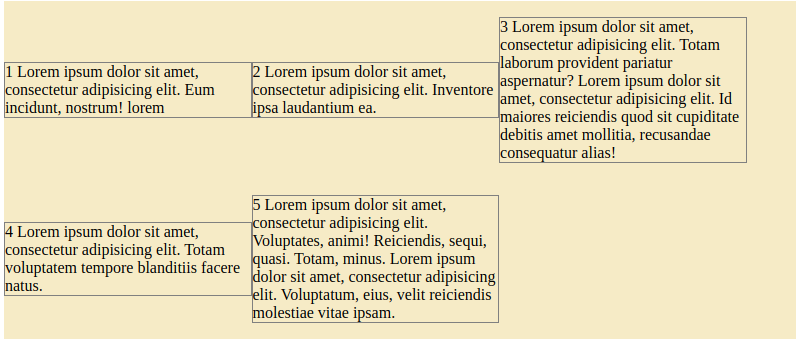 1 Lorem ipsum dolor sit amet,
consectetur adipisicing elit. Eum
incidunt, nostrum! lorem
2 Lorem ipsum dolor sit amet,
consectetur adipisicing elit. Inventore
ipsa laudantium ea.
3 Lorem ipsum dolor sit amet,
consectetur adipisicing elit. Totam
laborum provident pariatur
aspernatur? Lorem ipsum dolor sit
amet, consectetur adipisicing elit. Id
maiores reiciendis quod sit cupiditate
debitis amet mollitia, recusandae
consequatur alias!
4 Lorem ipsum dolor sit amet,
consectetur adipisicing elit. Totam
voluptatem tempore blanditiis facere
natus.
5 Lorem ipsum dolor sit amet,
consectetur adipisicing elit.
Voluptates, animi! Reiciendis, sequi,
quasi. Totam, minus. Lorem ipsum
dolor sit amet, consectetur adipisicing
elit. Voluptatum, eius, velit reiciendis
molestiae vitae ipsam.